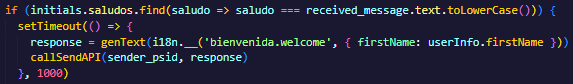 if (initials.saludos.find(saludo => saludo === received_message.text.toLowerCase())) {
setTimeout(() => {
response = genText(i18n.__('bienvenida.welcome', { firstName: userInfo.firstName }))
callSendAPI(sender_psid, response)
}, 1000)